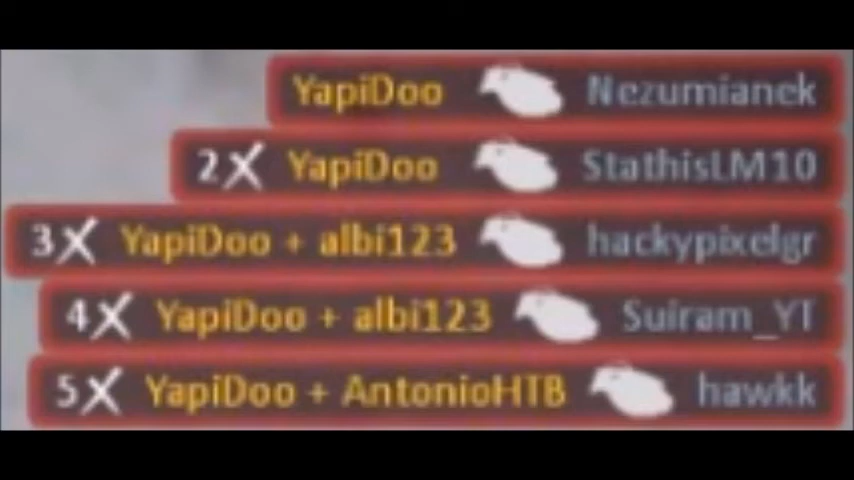 YapiDoo Nezumianek
2X YapiDoo StathisLM10
3X YapiDoo + albi123 hackypixelgr
4X YapiDoo + albi123 Suiram_YT
5X YapiDoo + AntonioHTB hawkk